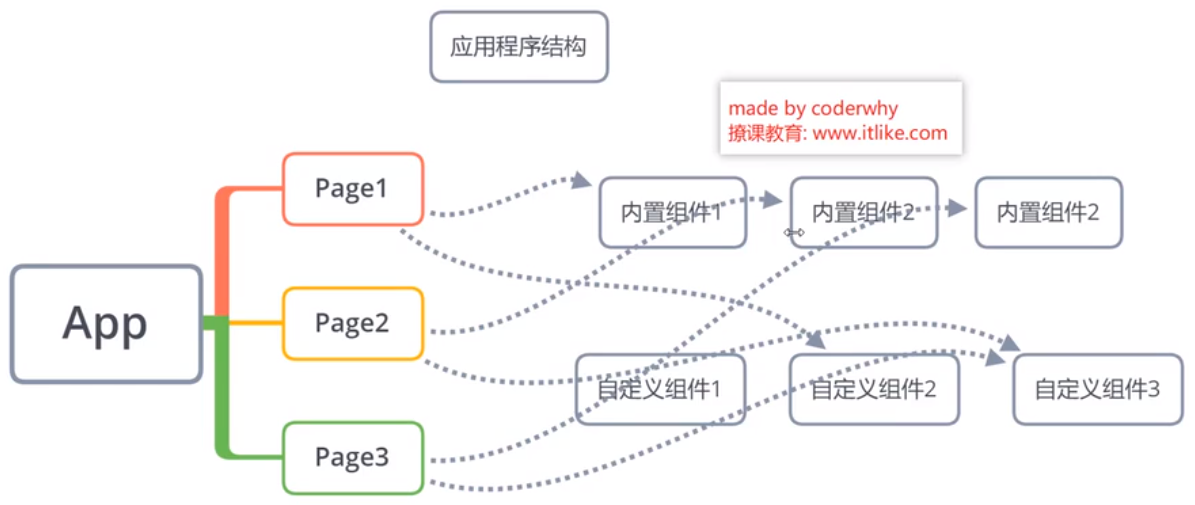 应用程序结构
made by coderwhy
撩课教育: www.itlike.com
Page1
内置组件1
内置组件2
内置组件2
App
Page2
自定义组件1
自定义组件2
自定义组件3
Page3